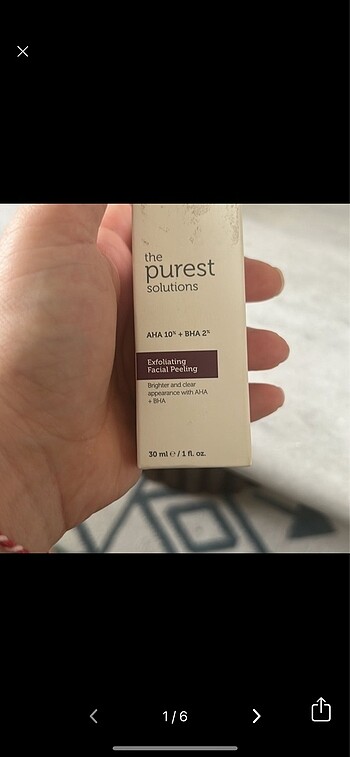 the
purest
solutions
AHA 10% + BHA 2%
Exfoliating
Facial Peeling
Brighter and clear
appearance with AHA
+ BHA
30 ml ℮ / 1 fl. oz.
1/6